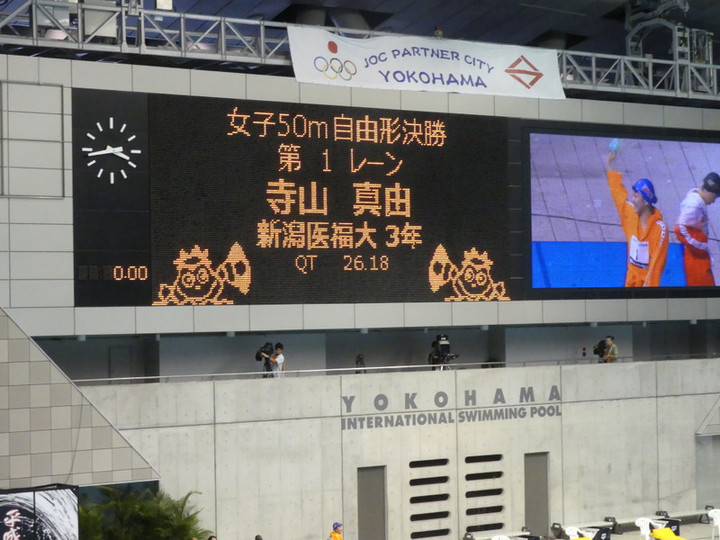 JOC PARTNER CITY
YOKOHAMA
女子50m自由形決勝
第 1 レーン
寺山 真由
新潟医福大 3年
QT 26.18
0.00
YOKOHAMA
INTERNATIONAL SWIMMING POOL
平成